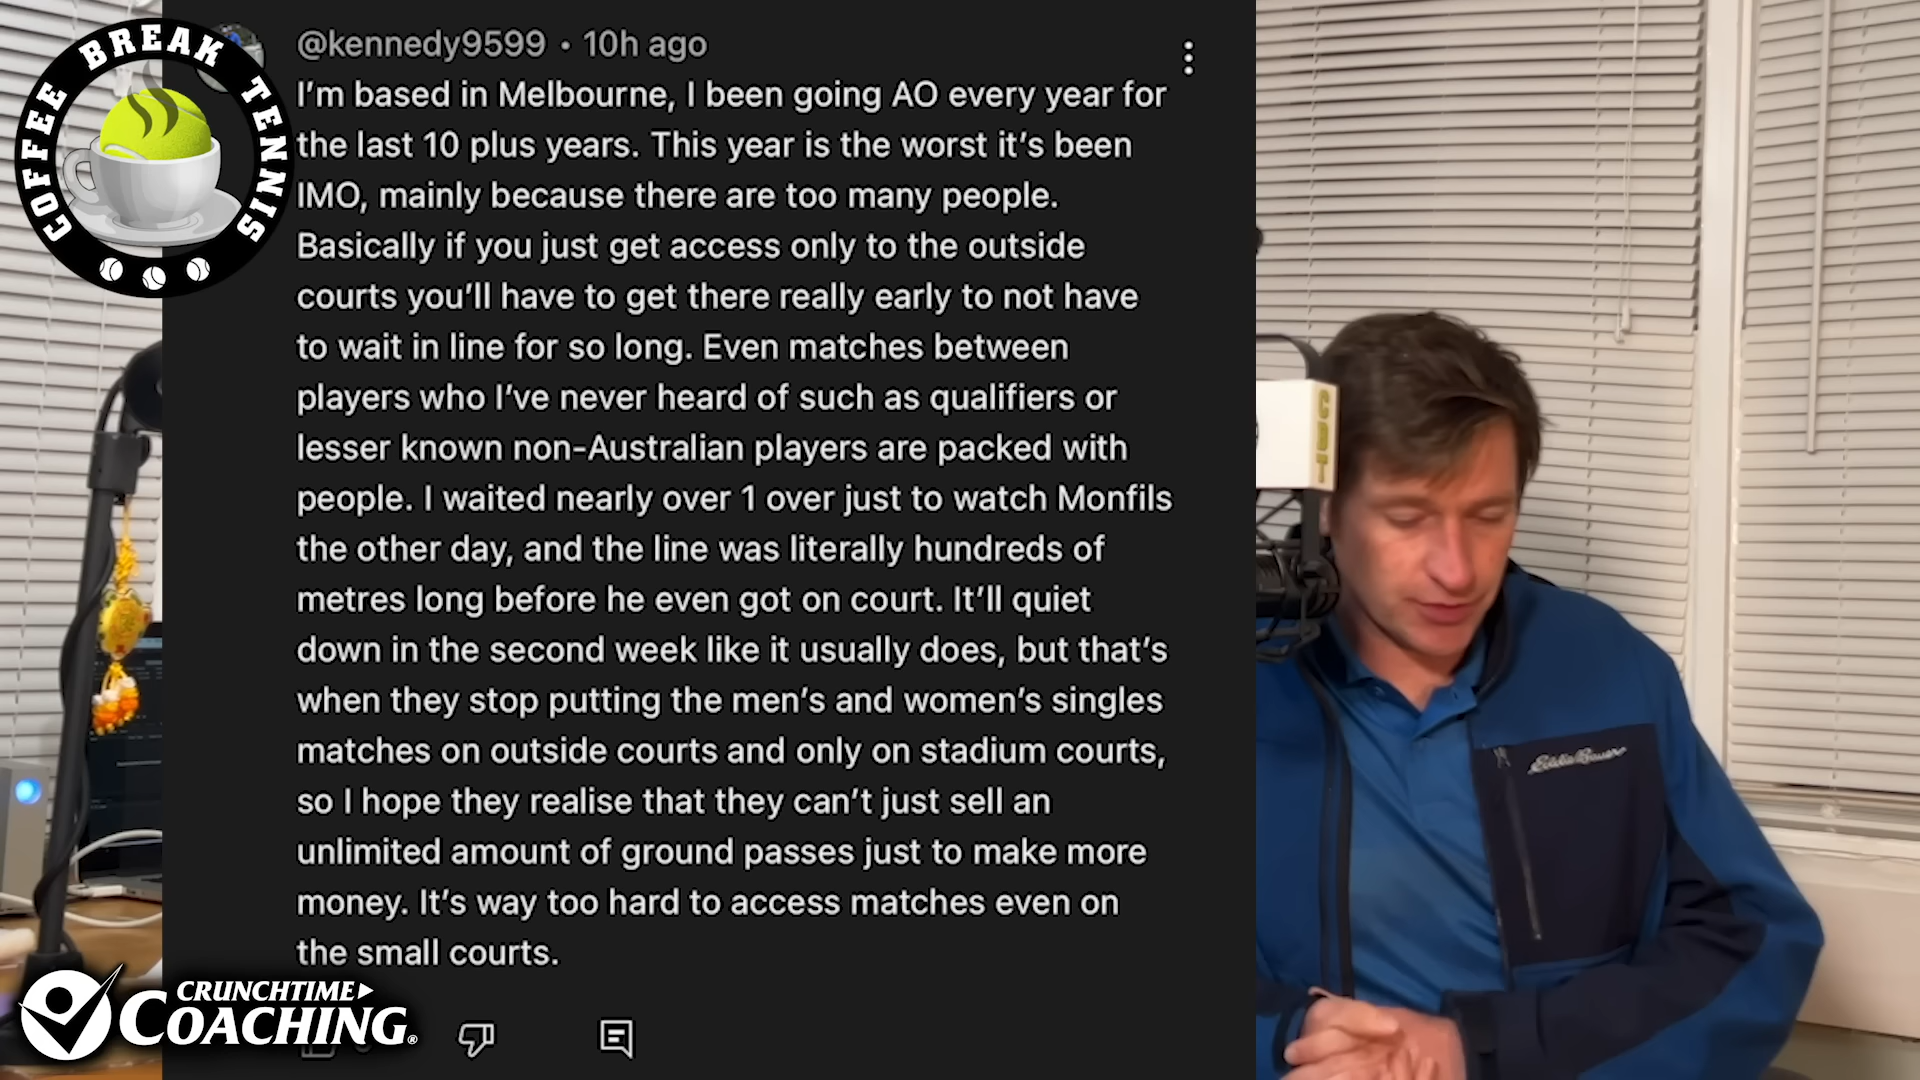 COFFEE BREAK TENNIS
@kennedy9599 • 10h ago
I'm based in Melbourne, I been going AO every year for
the last 10 plus years. This year is the worst it's been
IMO, mainly because there are too many people.
Basically if you just get access only to the outside
courts you'll have to get there really early to not have
to wait in line for so long. Even matches between
players who I've never heard of such as qualifiers or
lesser known non-Australian players are packed with
people. I waited nearly over 1 over just to watch Monfils
the other day, and the line was literally hundreds of
metres long before he even got on court. It'll quiet
down in the second week like it usually does, but that's
when they stop putting the men's and women's singles
matches on outside courts and only on stadium courts,
so I hope they realise that they can't just sell an
unlimited amount of ground passes just to make more
money. It's way too hard to access matches even on
the small courts.
CBT
Eddie Bauer
CRUNCHTIME
COACHING®